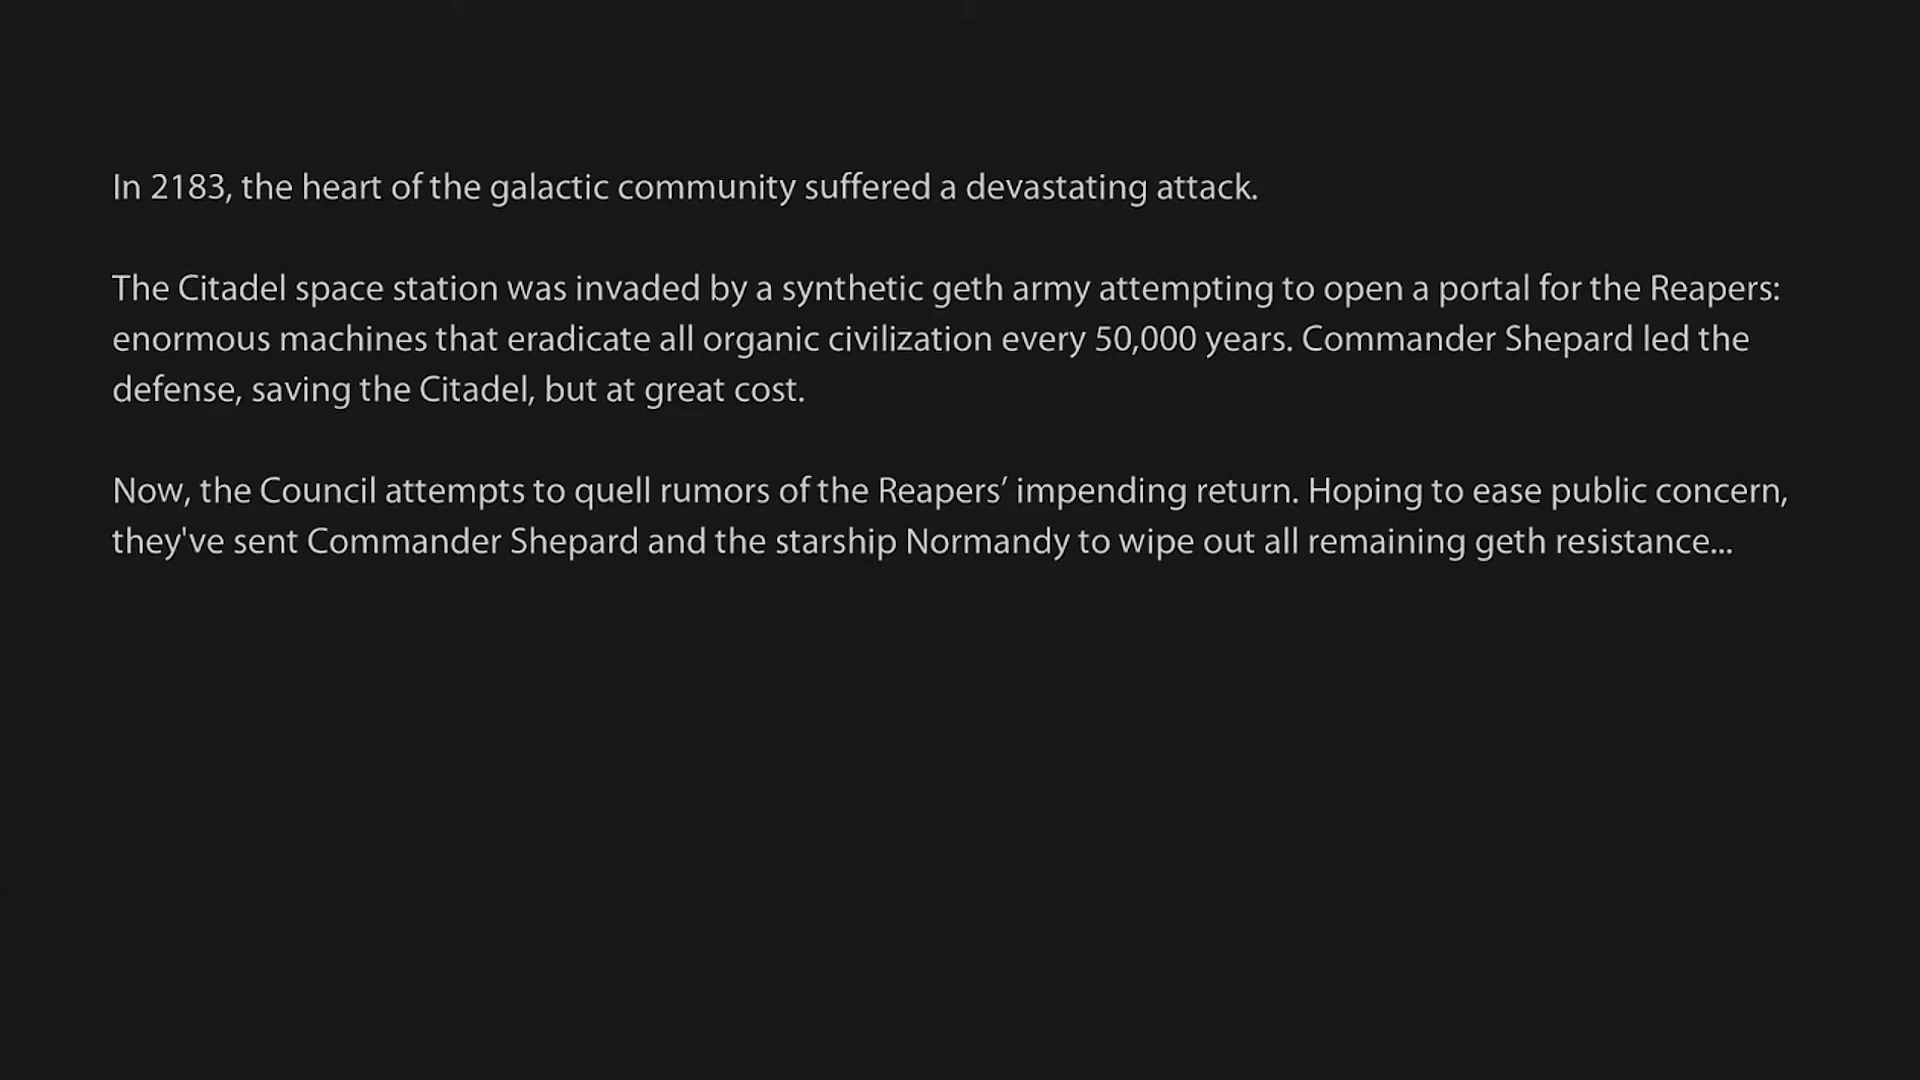 In 2183, the heart of the galactic community suffered a devastating attack.
The Citadel space station was invaded by a synthetic geth army attempting to open a portal for the Reapers:
enormous machines that eradicate all organic civilization every 50,000 years. Commander Shepard led the
defense, saving the Citadel, but at great cost.
Now, the Council attempts to quell rumors of the Reapers’ impending return. Hoping to ease public concern,
they've sent Commander Shepard and the starship Normandy to wipe out all remaining geth resistance...